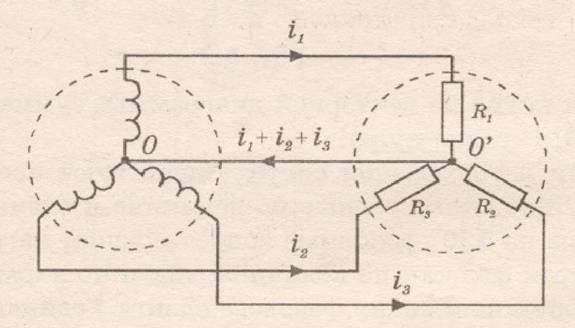 i₁
R₁
O
i₁+i₂+i₃
O'
R₃
R₂
i₂
i₃